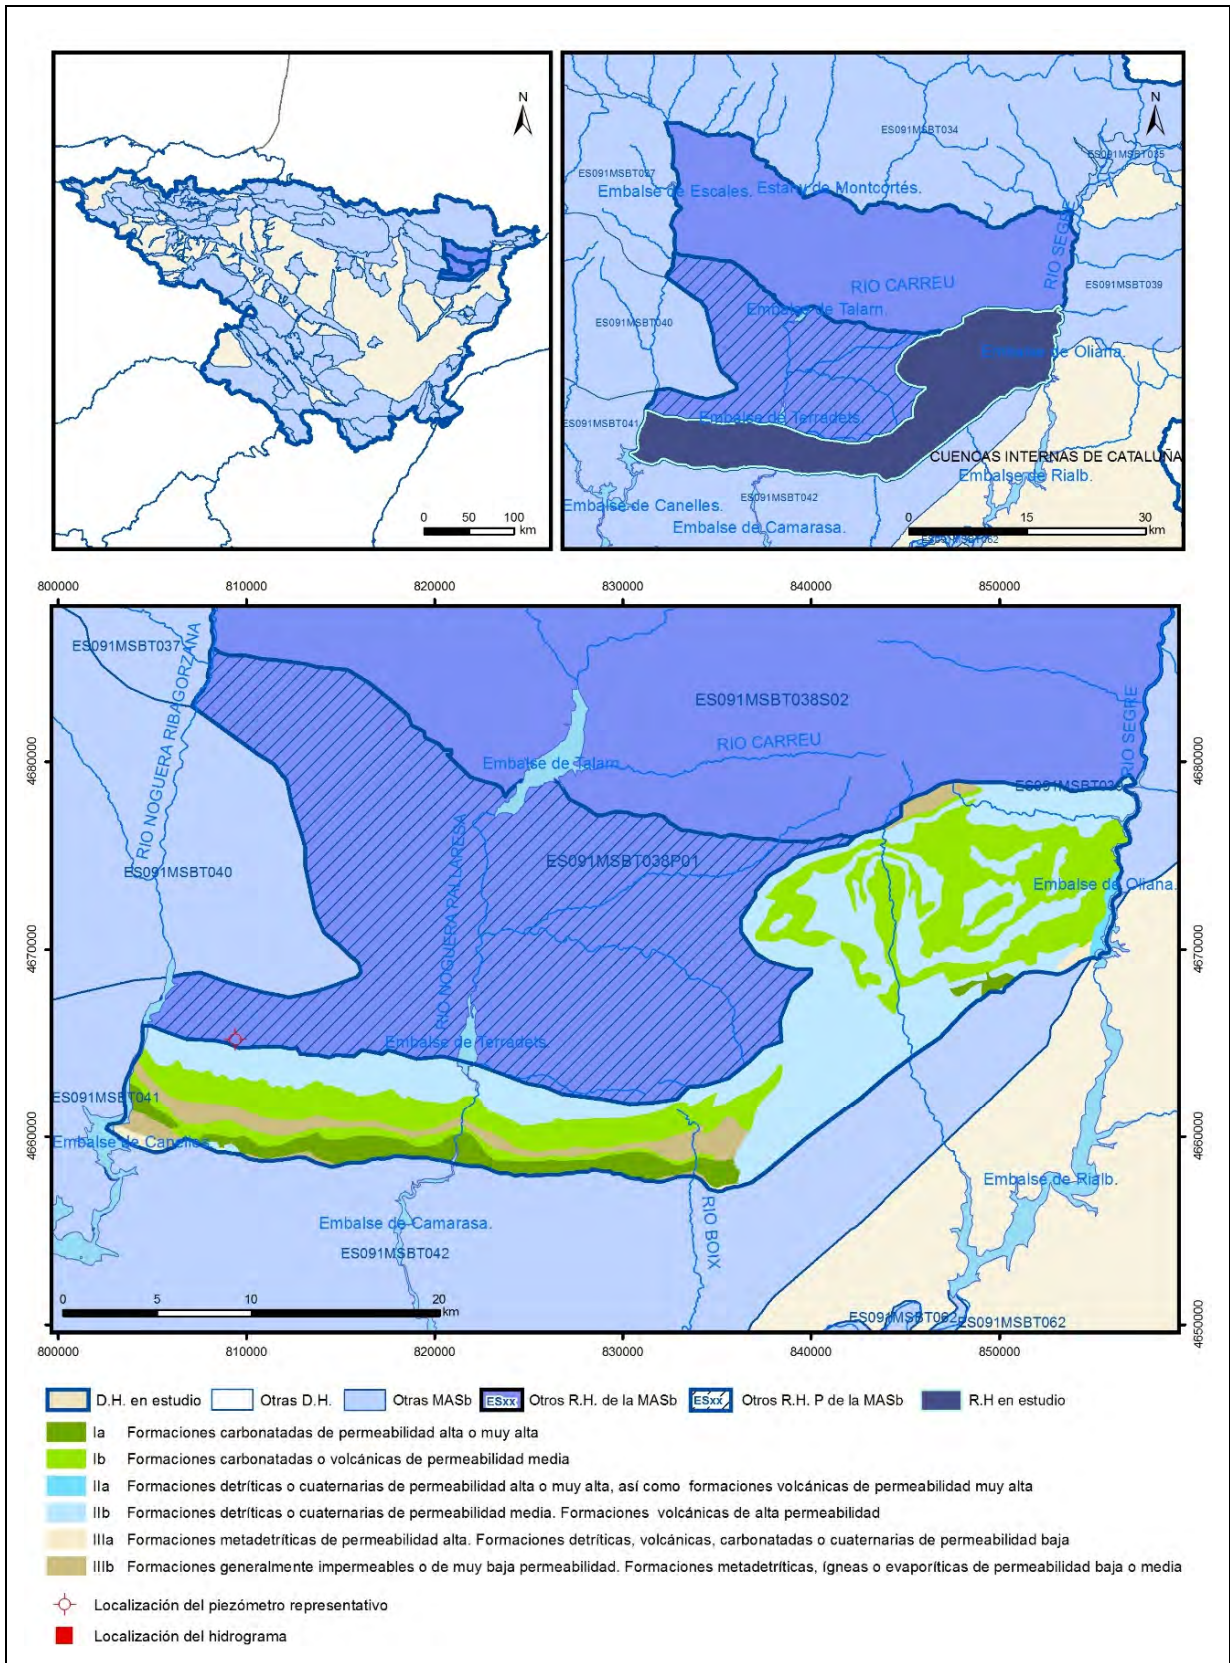 N
0 50 100
km
N
ES091MSBT034
ES091MSBT035
ES091MSBT037
Embalse de Escales.
Estany de Montcortés.
RIO SEGRE
ES091MSBT039
RIO CARREU
Embalse de Talarn.
ES091MSBT040
Embalse de Oliana.
Embalse de Terradets.
ES091MSBT041
CUENCAS INTERNAS DE CATALUÑA
Embalse de Rialb.
ES091MSBT042
Embalse de Canelles.
Embalse de Camarasa.
0 15 30
km
ES091MSBT062
800000 810000 820000 830000 840000 850000
ES091MSBT037
RIO NOGUERA RIBAGORZANA
ES091MSBT038S02
RIO CARREU
RIO SEGRE
4680000
4680000
Embalse de Talarn
ES091MSBT039
ES091MSBT040
RIO NOGUERA PALLARESA
ES091MSBT038P01
Embalse de Oliana.
4670000
4670000
Embalse de Terradets.
ES091MSBT041
Embalse de Canelles.
4660000
4660000
Embalse de Rialb.
RIO BOIX
Embalse de Camarasa.
ES091MSBT042
0 5 10 20
km
ES091MSBT062
ES091MSBT062
4650000
800000 810000 820000 830000 840000 850000
D.H. en estudio
Otras D.H.
Otras MASb
ESxx
Otros R.H. de la MASb
ESxx
Otros R.H. P de la MASb
R.H en estudio
Ia Formaciones carbonatadas de permeabilidad alta o muy alta
Ib Formaciones carbonatadas o volcánicas de permeabilidad media
IIa Formaciones detríticas o cuaternarias de permeabilidad alta o muy alta, así como formaciones volcánicas de permeabilidad muy alta
IIb Formaciones detríticas o cuaternarias de permeabilidad media. Formaciones volcánicas de alta permeabilidad
IIIa Formaciones metadetríticas de permeabilidad alta. Formaciones detríticas, volcánicas, carbonatadas o cuaternarias de permeabilidad baja
IIIb Formaciones generalmente impermeables o de muy baja permeabilidad. Formaciones metadetríticas, ígneas o evaporíticas de permeabilidad baja o media
Localización del piezómetro representativo
Localización del hidrograma